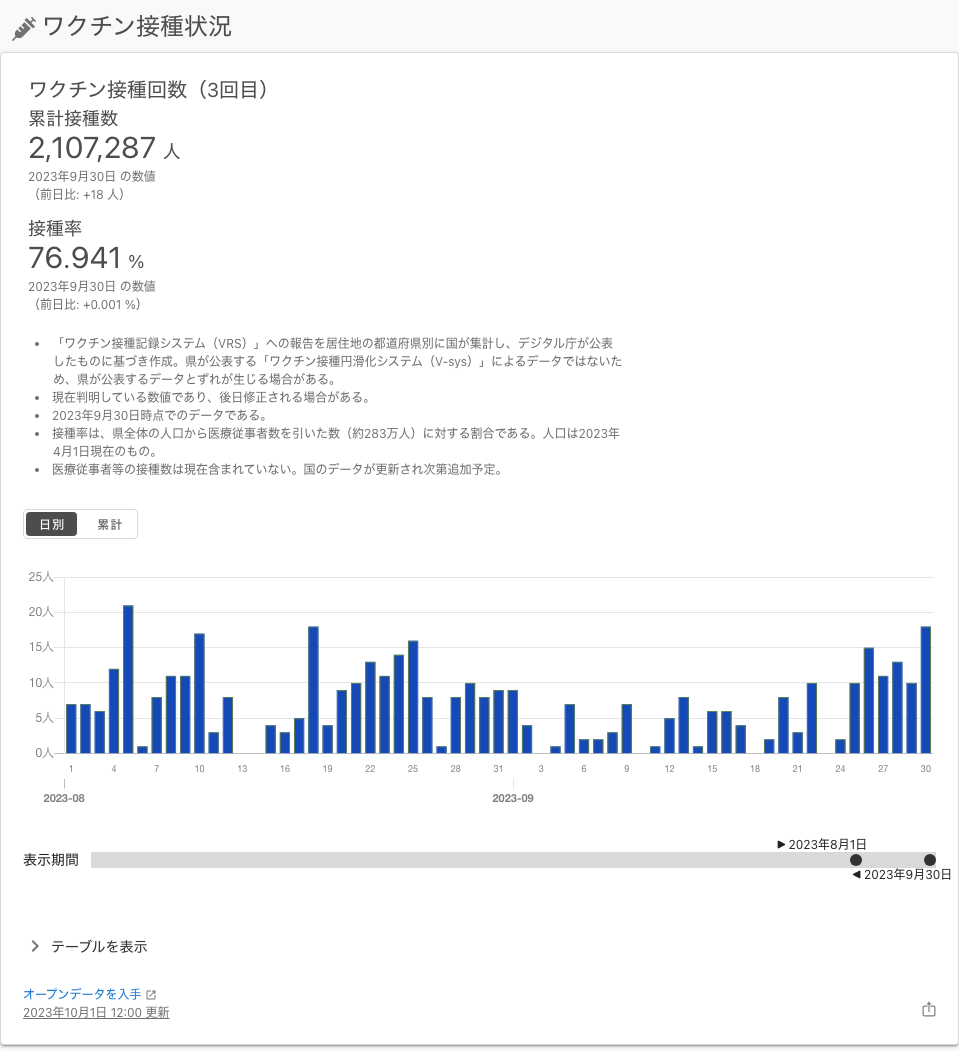 ワクチン接種状況
ワクチン接種回数（3回目）
累計接種数
2,107,287 人
2023年9月30日 の数値
（前日比: +18 人）
接種率
76.941 %
2023年9月30日 の数値
（前日比: +0.001 %）
• 「ワクチン接種記録システム（VRS）」への報告を居住地の都道府県別に国が集計し、デジタル庁が公表
したものに基づき作成。県が公表する「ワクチン接種円滑化システム（V-sys）」によるデータではないた
め、県が公表するデータとずれが生じる場合がある。
• 現在判明している数値であり、後日修正される場合がある。
• 2023年9月30日時点でのデータである。
• 接種率は、県全体の人口から医療従事者数を引いた数（約283万人）に対する割合である。人口は2023年
4月1日現在のもの。
• 医療従事者等の接種数は現在含まれていない。国のデータが更新され次第追加予定。
日別 累計
25人
20人
15人
10人
5人
0人
1 4 7 10 13 16 19 22 25 28 31 3 6 9 12 15 18 21 24 27 30
2023-08 2023-09
2023年8月1日
表示期間
2023年9月30日
テーブルを表示
オープンデータを入手
2023年10月1日 12:00 更新